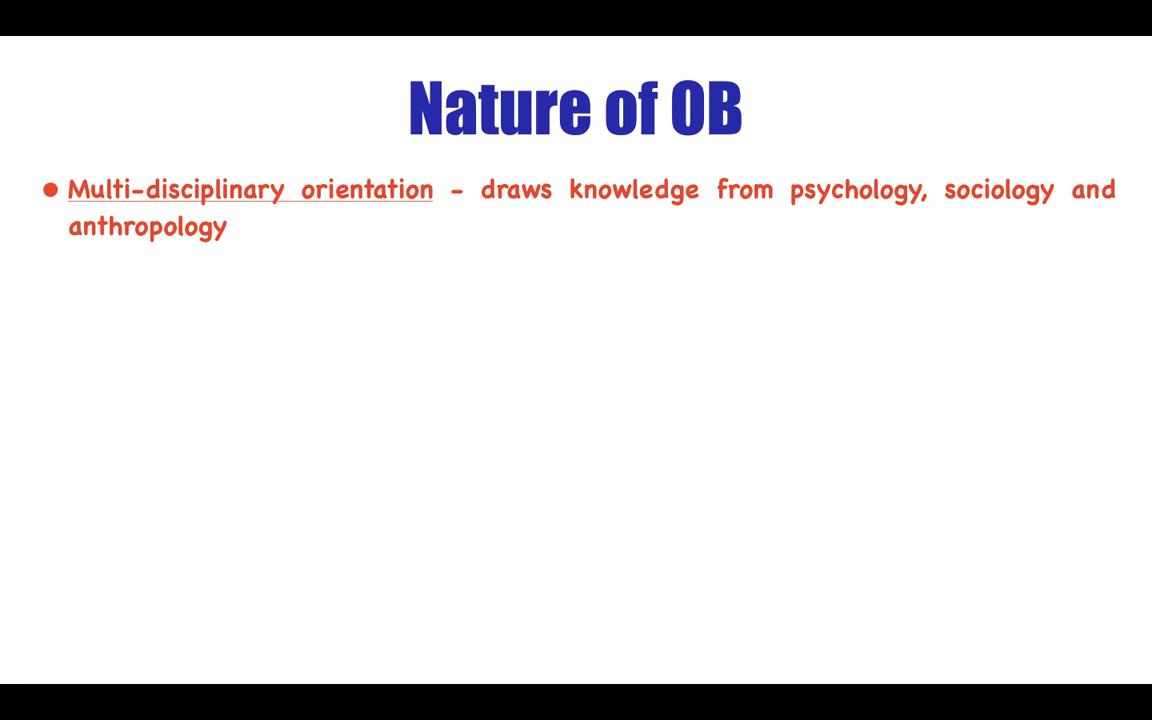 Nature of OB
• Multi-disciplinary orientation - draws knowledge from psychology, sociology and
anthropology